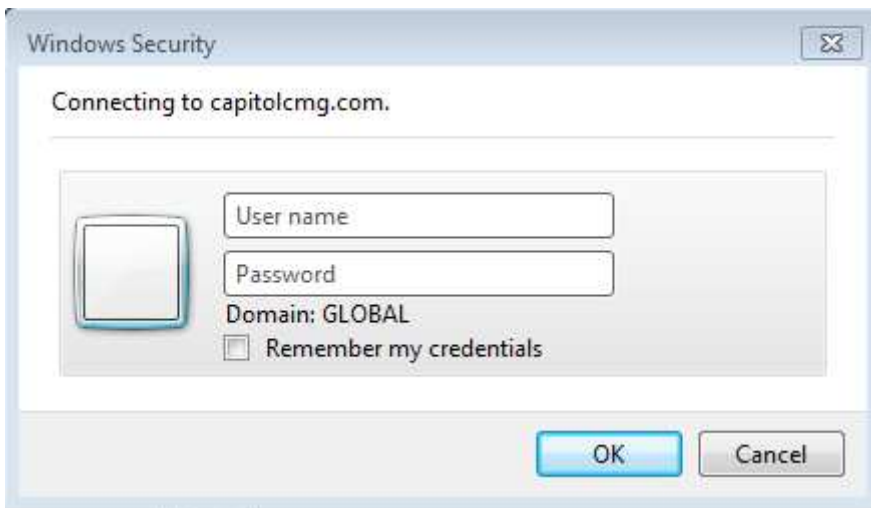 Windows Security
Connecting to capitolcmg.com.
User name
Password
Domain: GLOBAL
Remember my credentials
OK
Cancel